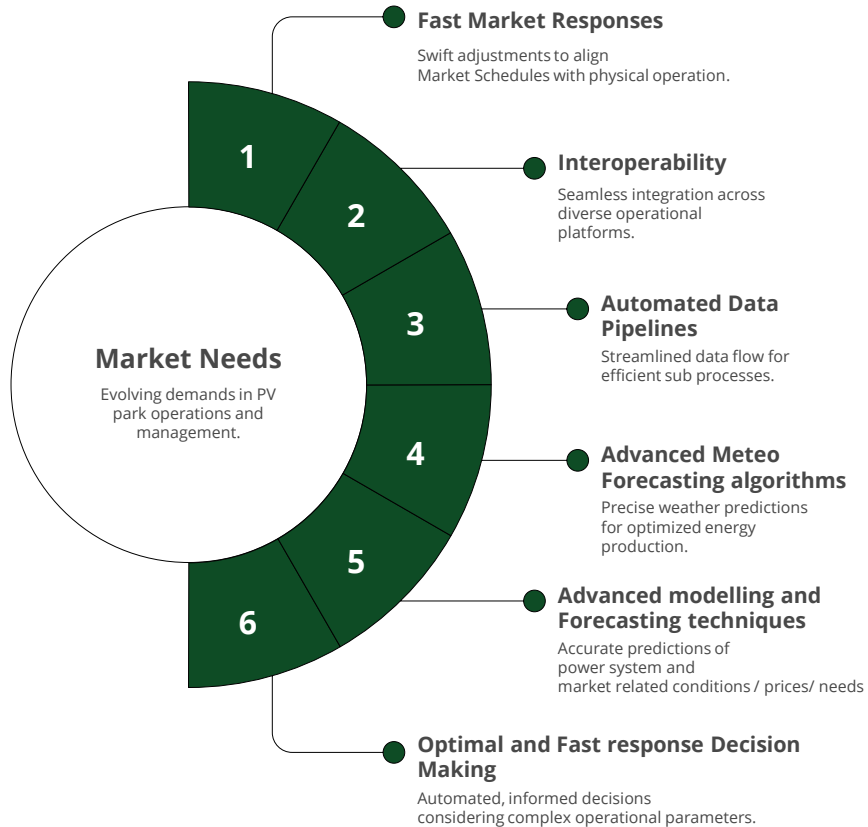 1
Fast Market Responses
Swift adjustments to align
Market Schedules with physical operation.
2
Interoperability
Seamless integration across
diverse operational
platforms.
3
Automated Data
Pipelines
Streamlined data flow for
efficient sub processes.
Market Needs
Evolving demands in PV
park operations and
management.
4
Advanced Meteo
Forecasting algorithms
Precise weather predictions
for optimized energy
production.
5
Advanced modelling and
Forecasting techniques
Accurate predictions of
power system and
market related conditions / prices/ needs
6
Optimal and Fast response Decision
Making
Automated, informed decisions
considering complex operational parameters.